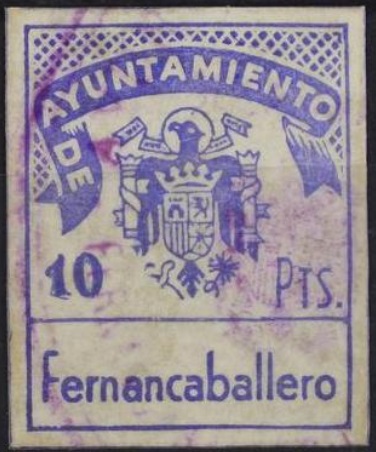 AYUNTAMIENTO
DE
10 PTS.
Fernancaballero